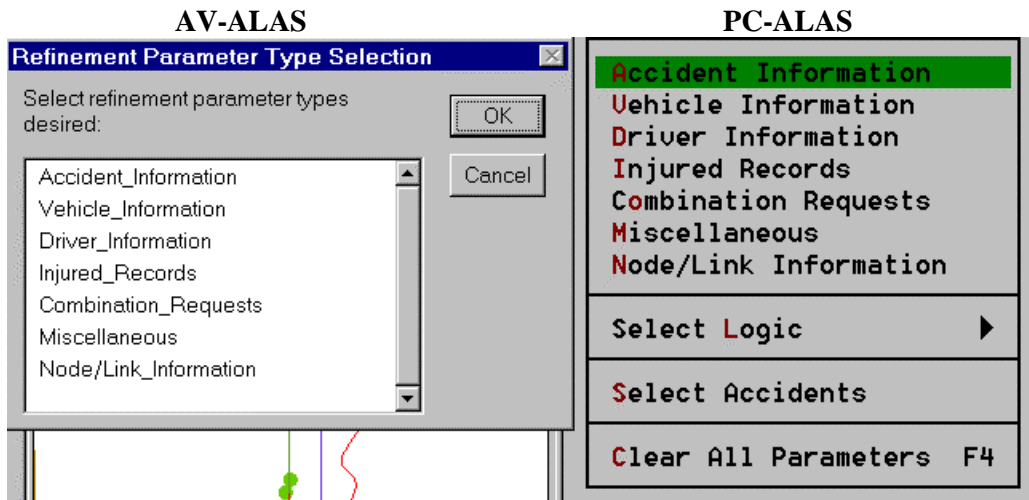 AV-ALAS
PC-ALAS
Refinement Parameter Type Selection
Select refinement parameter types
desired:
OK
Cancel
Accident_Information
Vehicle_Information
Driver_Information
Injured_Records
Combination_Requests
Miscellaneous
Node/Link_Information
Accident Information
Vehicle Information
Driver Information
Injured Records
Combination Requests
Miscellaneous
Node/Link Information
Select Logic
Select Accidents
Clear All Parameters F4